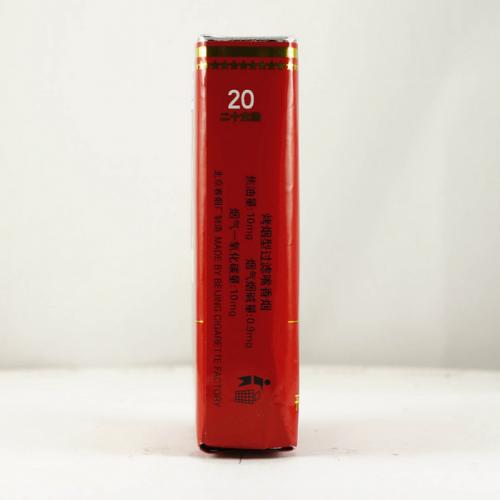 20
二十支装
烤烟型过滤嘴香烟
焦油量:10mg 烟气烟碱量:0.9mg
烟气一氧化碳量:10mg
北京卷烟厂制造 MADE BY BEIJING CIGARETTE FACTORY